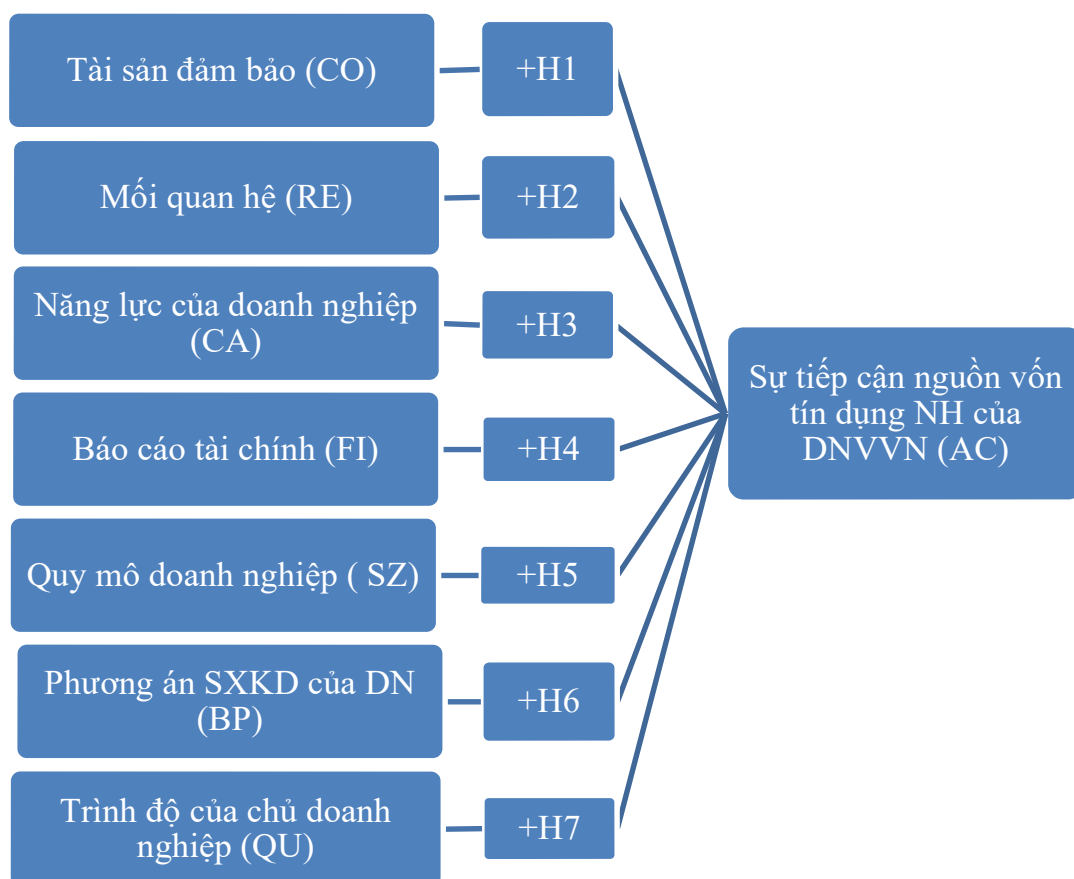 Tài sản đảm bảo (CO)
+H1
Mối quan hệ (RE)
+H2
Năng lực của doanh nghiệp
(CA)
+H3
Báo cáo tài chính (FI)
+H4
Quy mô doanh nghiệp ( SZ)
+H5
Phương án SXKD của DN
(BP)
+H6
Trình độ của chủ doanh
nghiệp (QU)
+H7
Sự tiếp cận nguồn vốn
tín dụng NH của
DNVVN (AC)